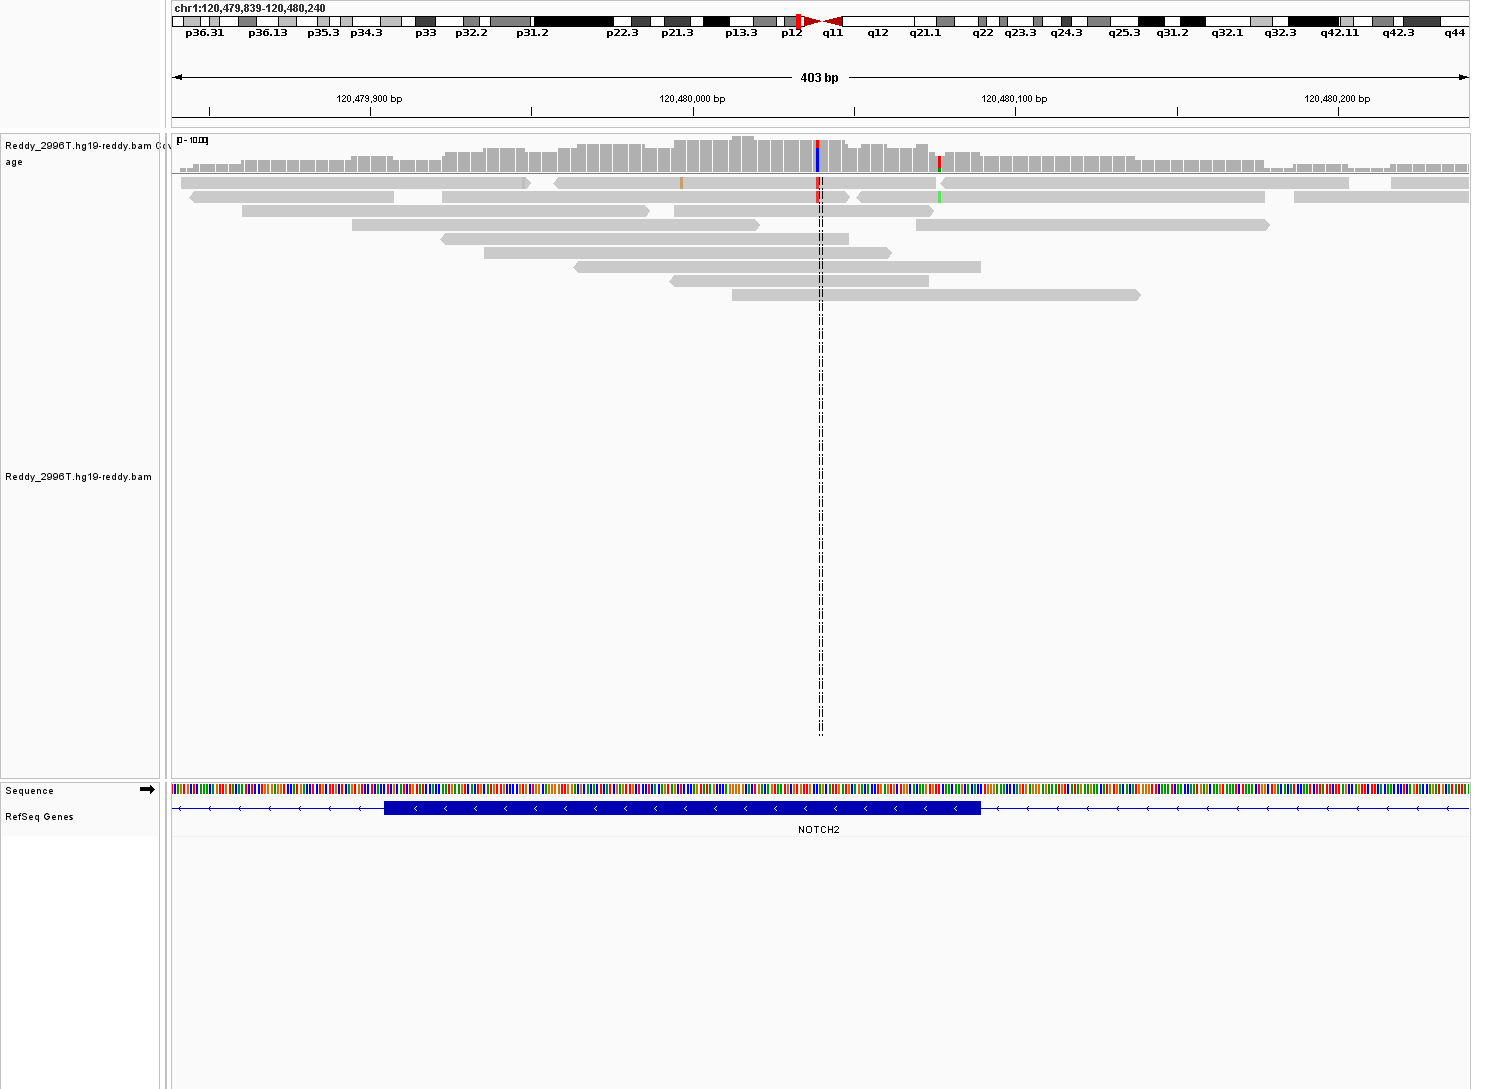 chr1:120,479,839-120,480,240
p36.31 p36.13 p35.3 p34.3 p33 p32.2 p31.2 p22.3 p21.3 p13.3 p12 q11 q12 q21.1 q22 q23.3 q24.3 q25.3 q31.2 q32.1 q32.3 q42.11 q42.3 q44
403 bp
120,479,900 bp 120,480,000 bp 120,480,100 bp 120,480,200 bp
Reddy_2996T.hg19-reddy.bam Cov
age
[0 - 10.00]
Reddy_2996T.hg19-reddy.bam
Sequence
RefSeq Genes
NOTCH2